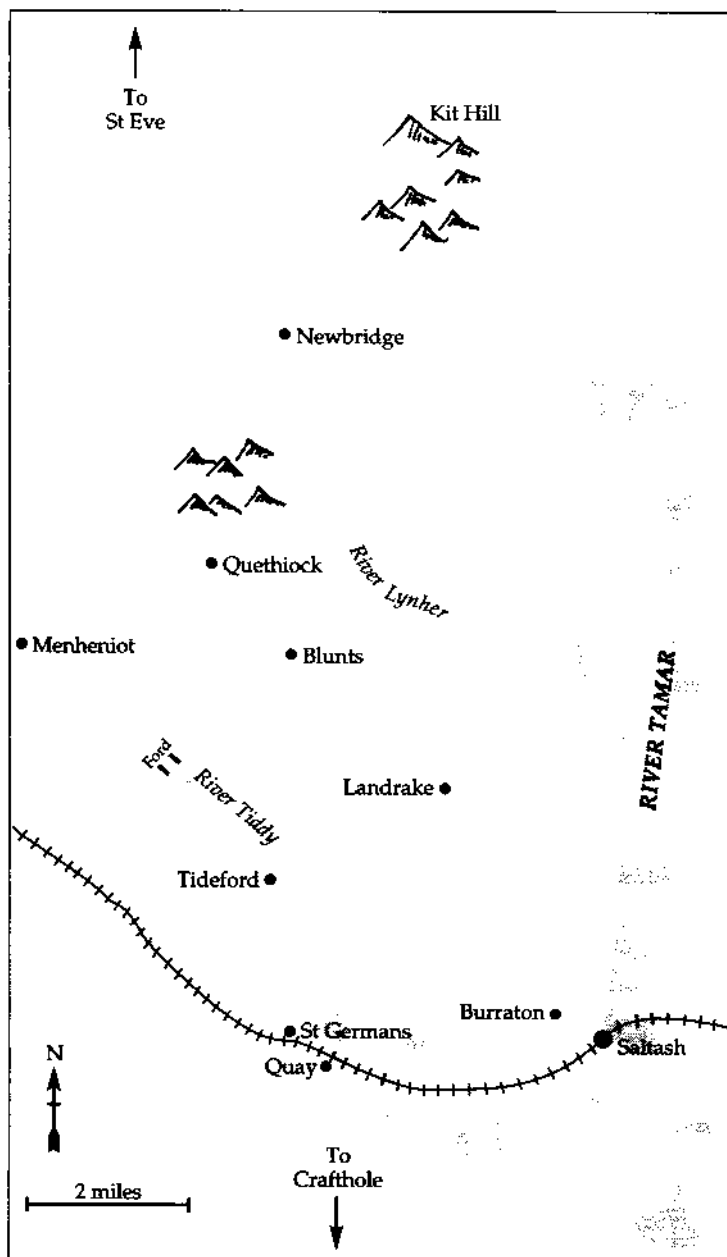 To
St Eve
Kit Hill
Newbridge
Quethiock
River Lynher
Menheniot
Blunts
RIVER TAMAR
Ford
River Tiddy
Landrake
Tideford
Burraton
St Germans
Saltash
N
Quay
To
Crafthole
2 miles